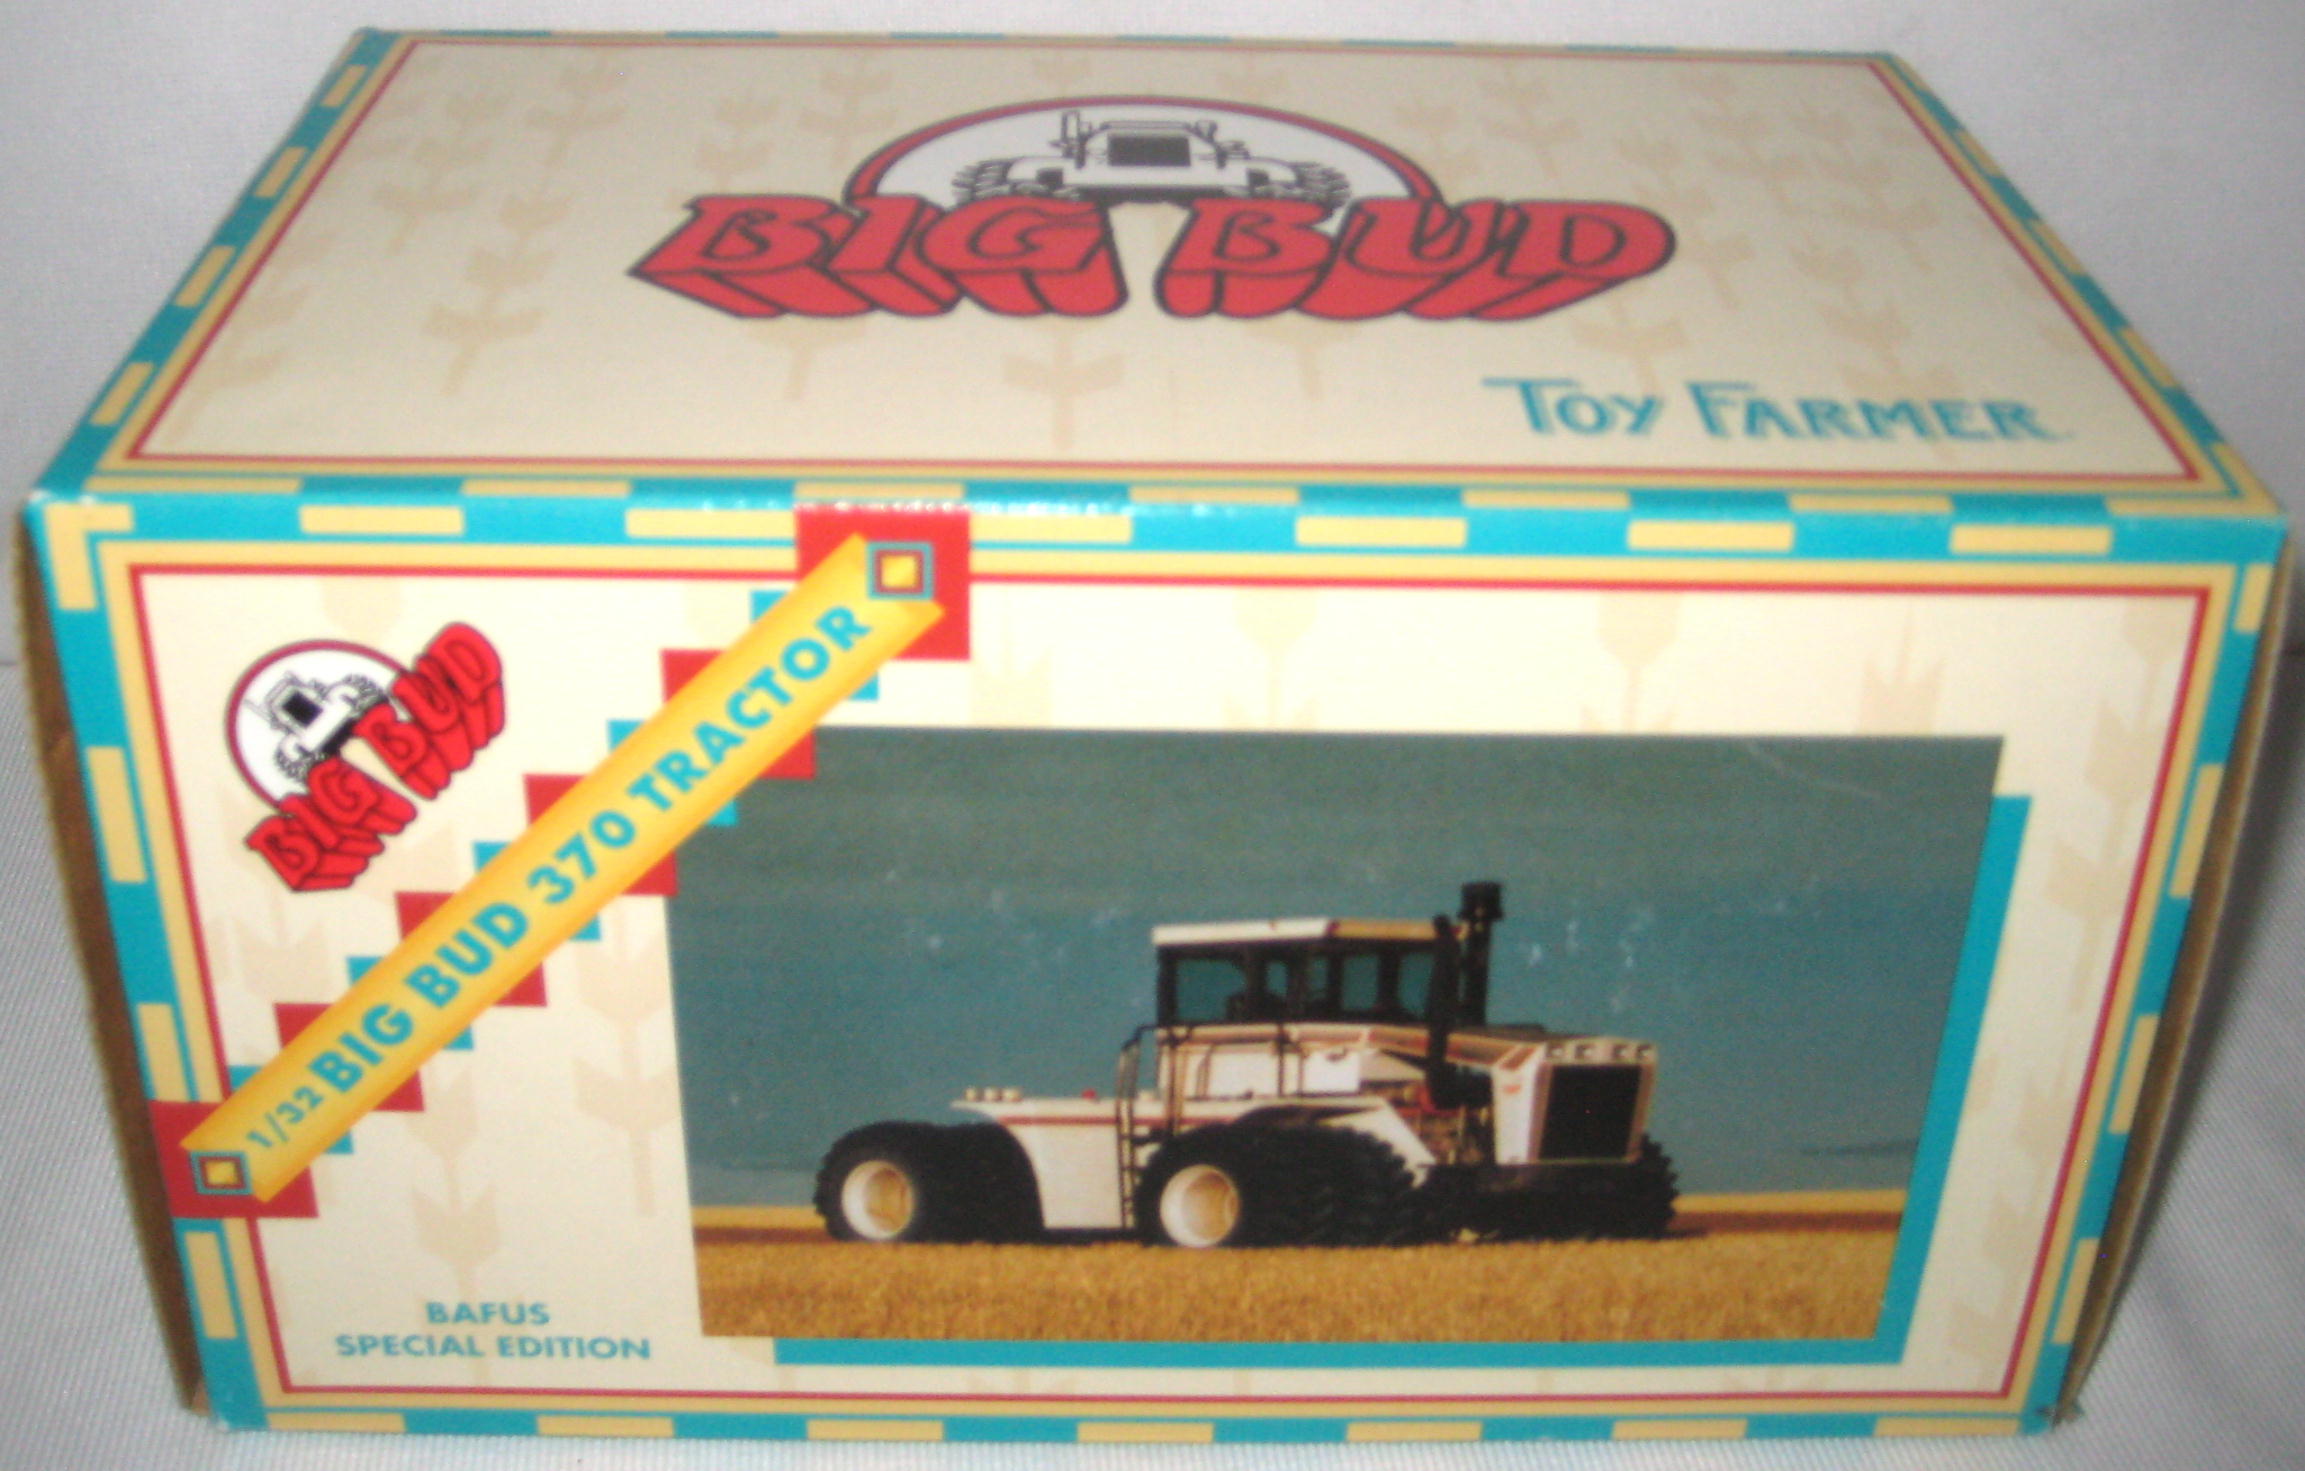 BIG BUD
TOY FARMER
BIG BUD
1/32 BIG BUD 370 TRACTOR
BAFUS
SPECIAL EDITION